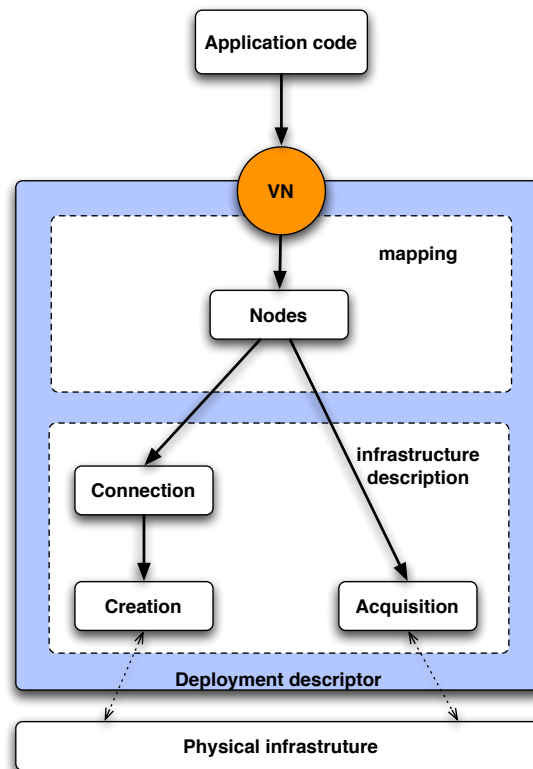 Application code
VN
mapping
Nodes
infrastructure
description
Connection
Creation
Acquisition
Deployment descriptor
Physical infrastruture